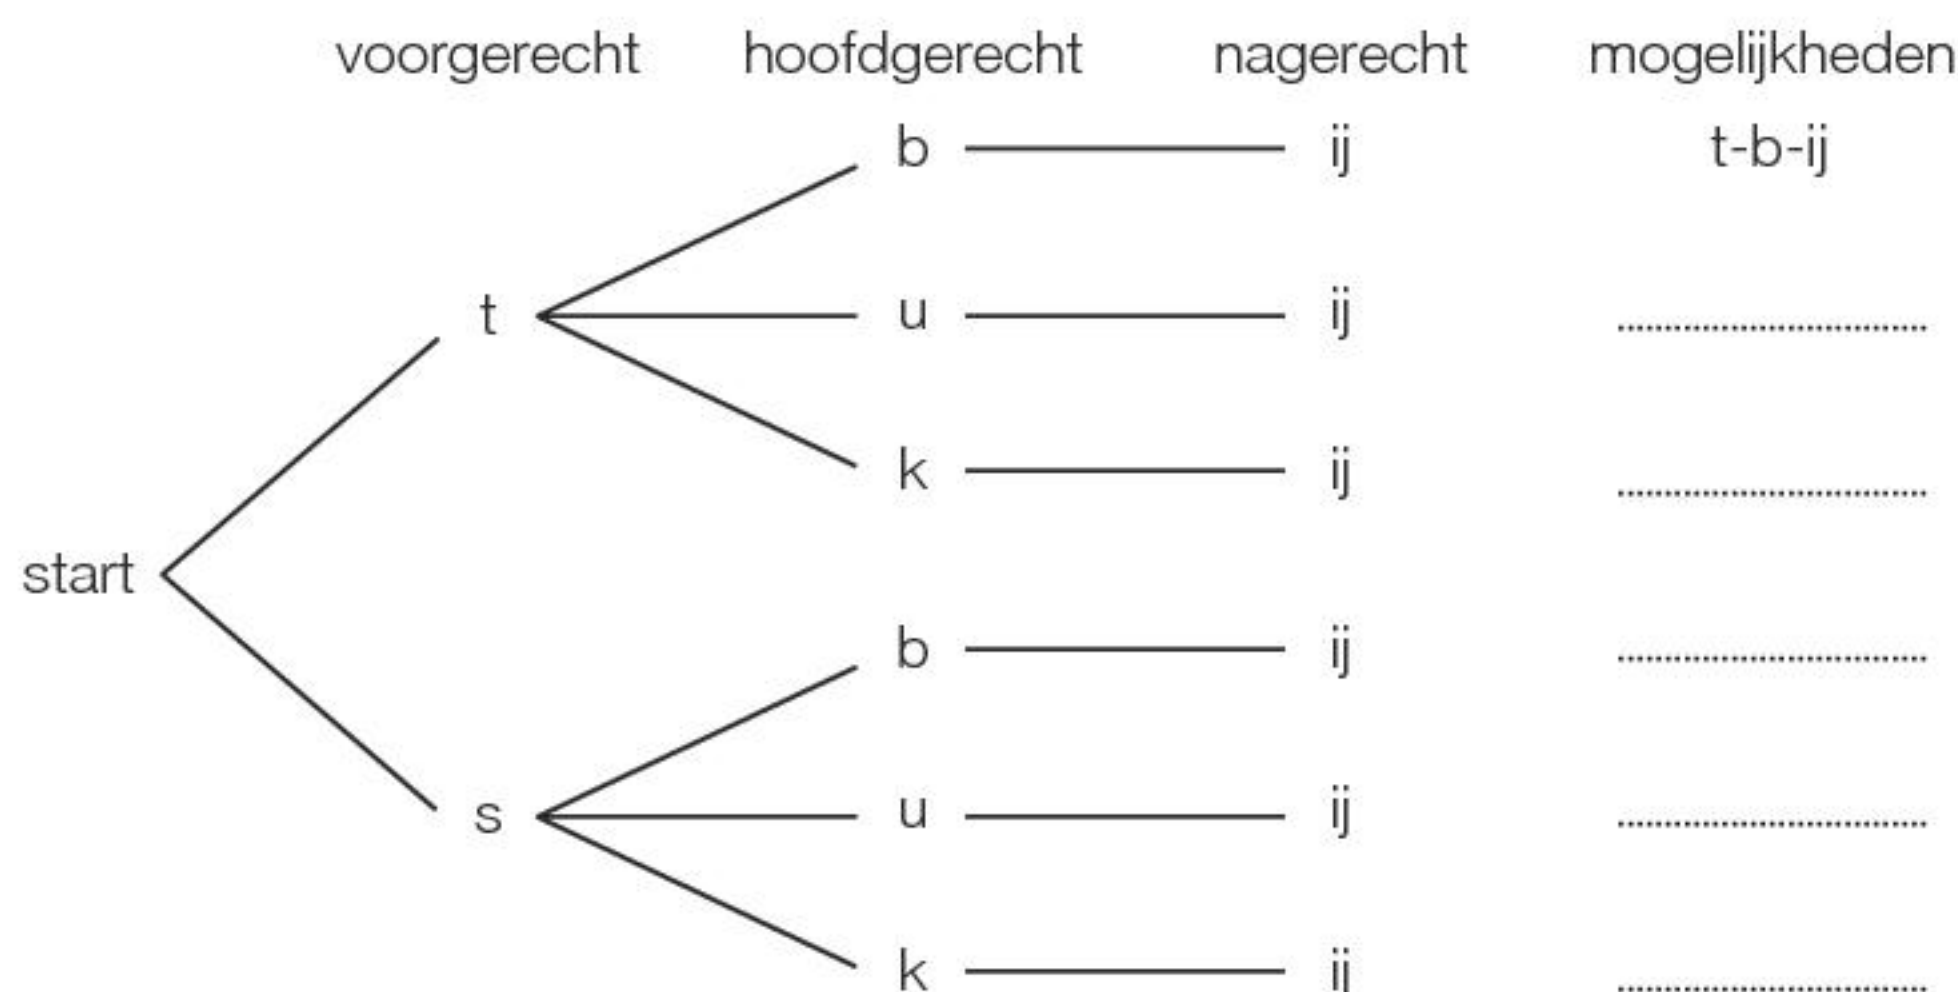 voorgerecht hoofdgerecht nagerecht mogelijkheden
b ij t-b-ij
t u ij ................................
k ij ................................
start
b ij ................................
s u ij ................................
k ij ................................